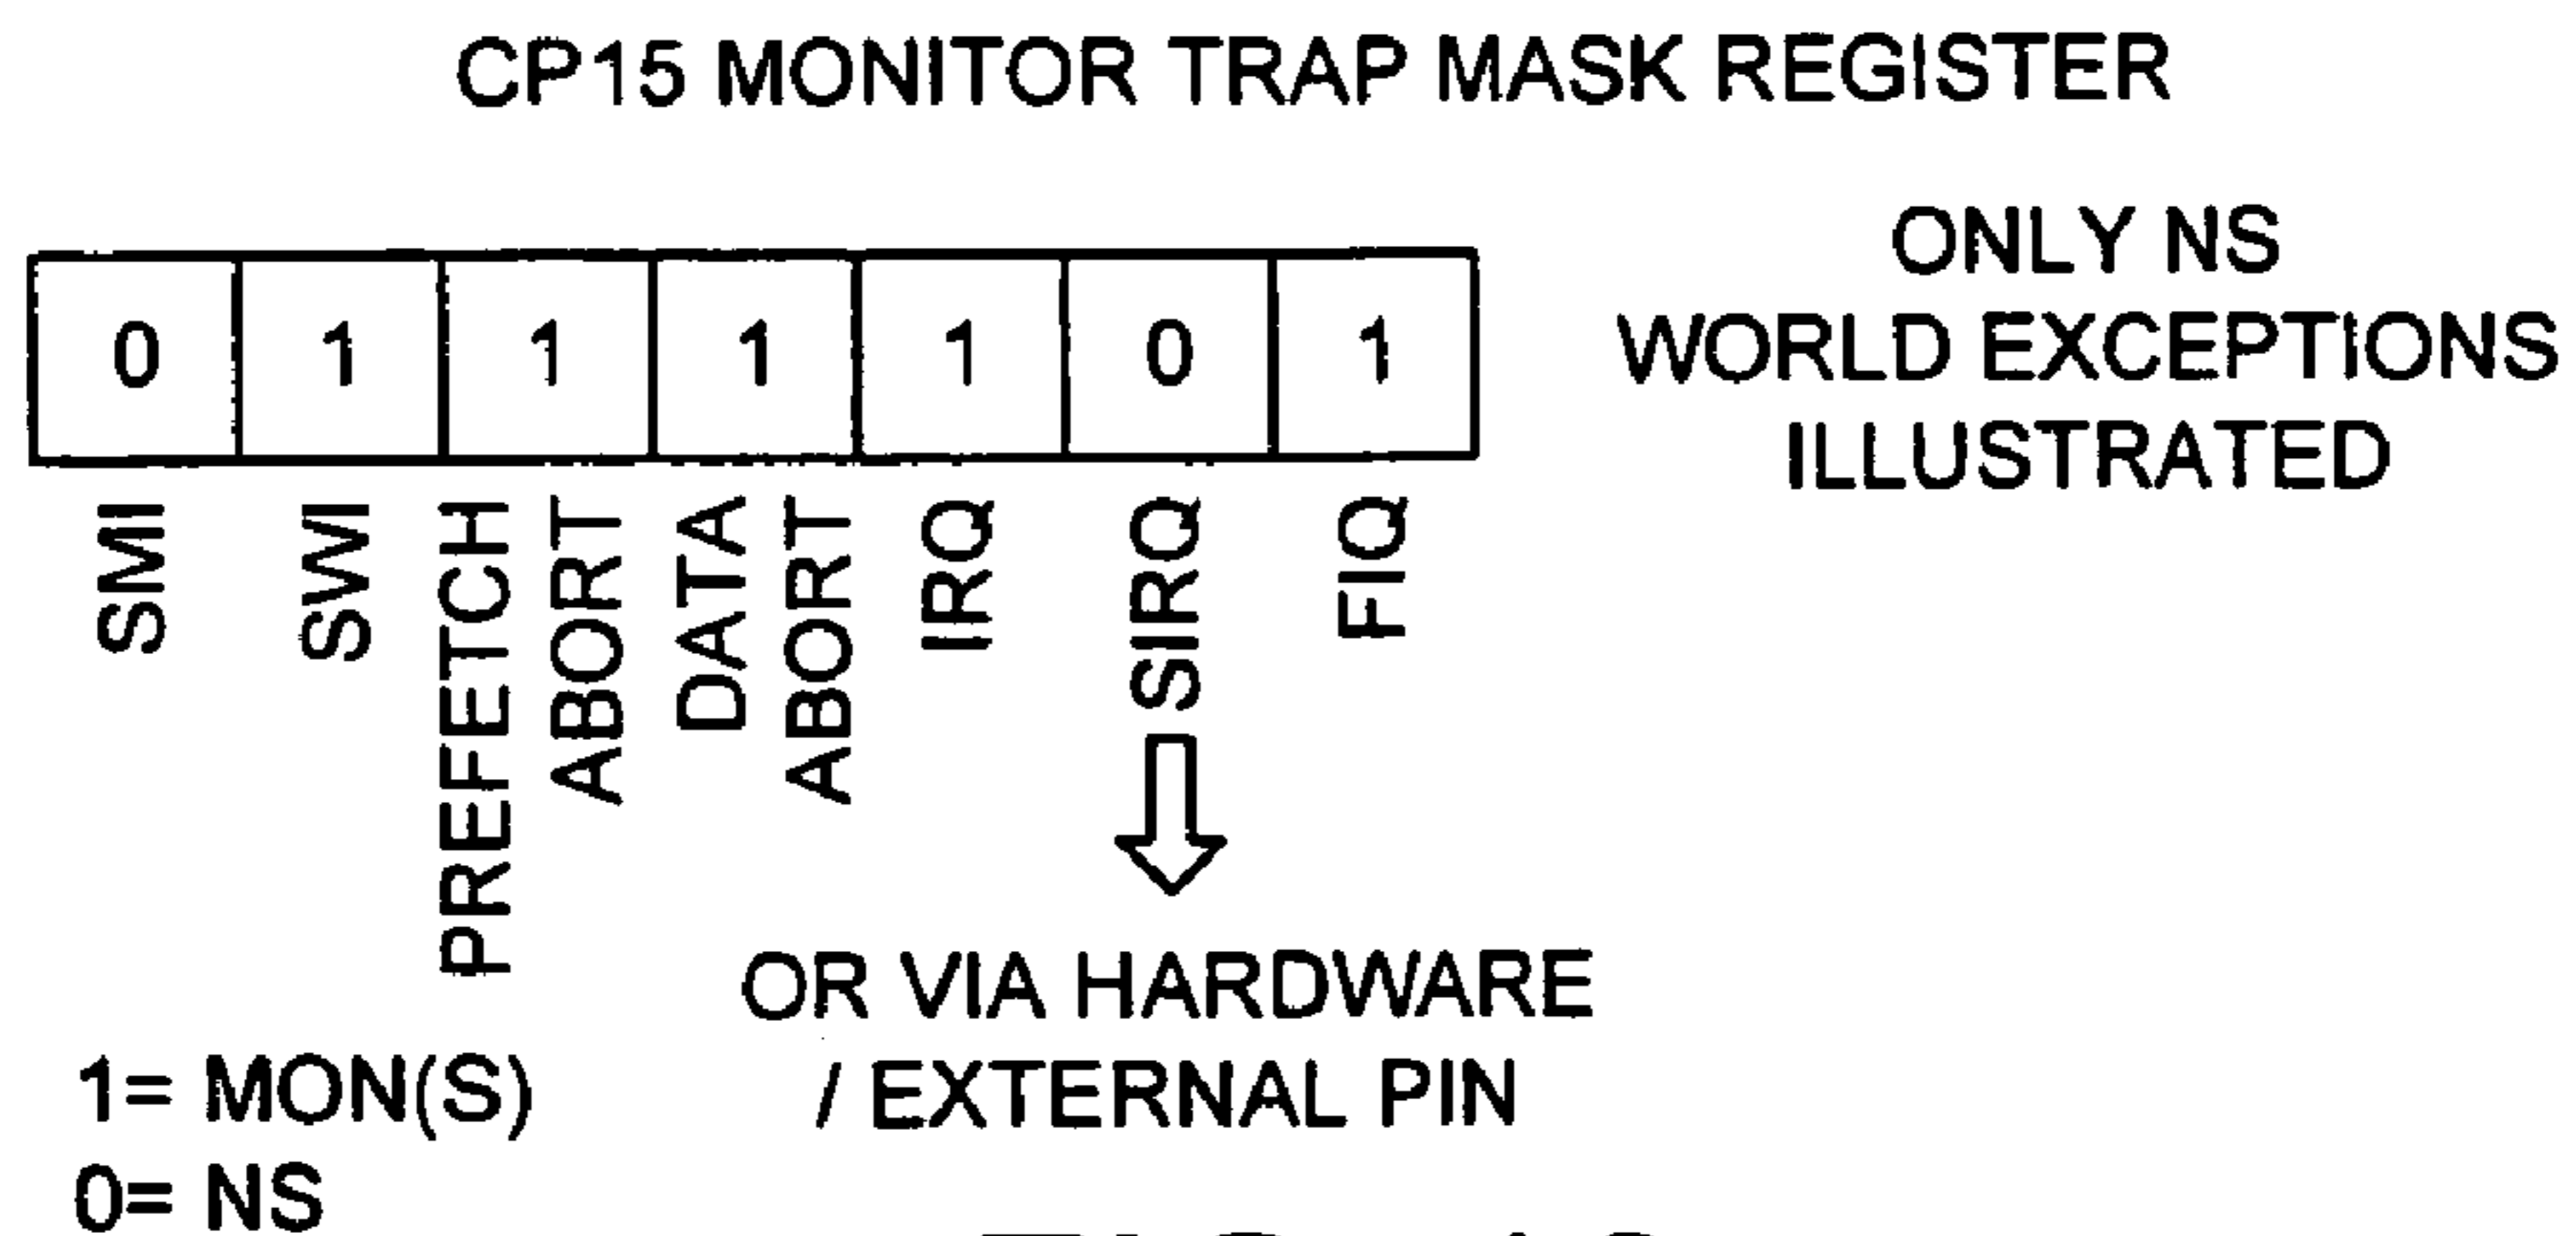 CP15 MONITOR TRAP MASK REGISTER
0 1 1 1 1 0 1
ONLY NS
WORLD EXCEPTIONS
ILLUSTRATED
SMI
SWI
PREFETCH
ABORT
DATA
ABORT
IRQ
SIRQ
FIQ
OR VIA HARDWARE
/ EXTERNAL PIN
1= MON(S)
0= NS